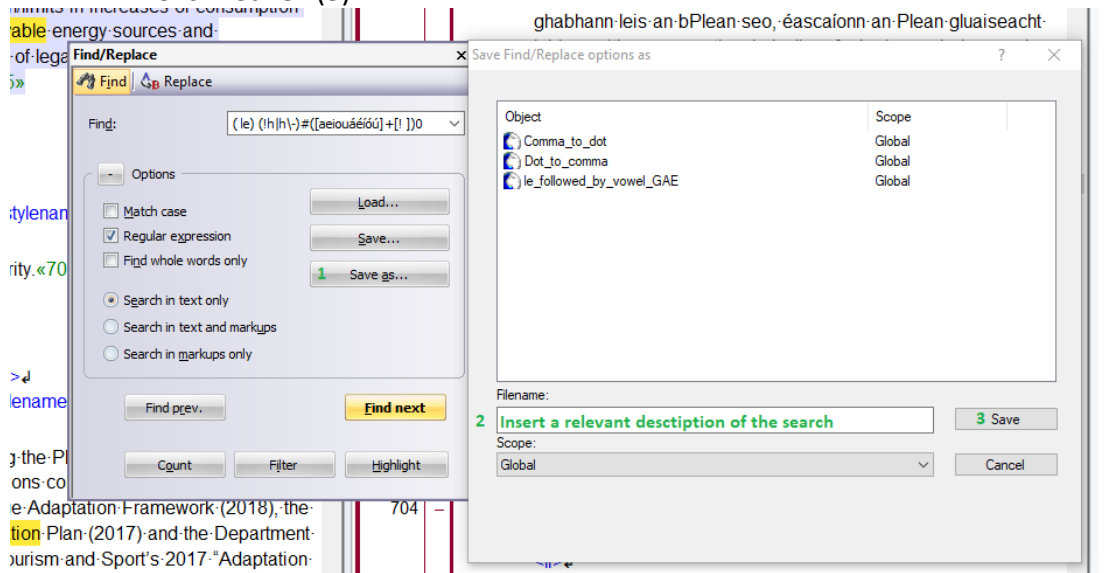 n/limits in increases of consumption
rable·energy·sources·and·
·of·lega
5»
stylenan
rity.«70
>↲
lename
g·the·Pl
ons·co
e·Adaptation·Framework·(2018),·the·
tion·Plan·(2017)·and·the·Department·
ourism·and·Sport's·2017·“Adaptation·
Find/Replace
x
Find
Replace
Find:
( le) (!h|h\-)#([aeiouáéíóú]+[! ])0
-
Options
Match case
Regular expression
Find whole words only
Search in text only
Search in text and markups
Search in markups only
Load...
Save...
1 Save as...
Find prev.
Find next
Count
Filter
Highlight
704
ghabhann·leis·an·bPlean·seo,·éascaíonn·an·Plean·gluaiseacht·
Save Find/Replace options as
?
Object Scope
Comma_to_dot Global
Dot_to_comma Global
le_followed_by_vowel_GAE Global
Filename:
2 Insert a relevant desctiption of the search
3 Save
Scope:
Global
Cancel